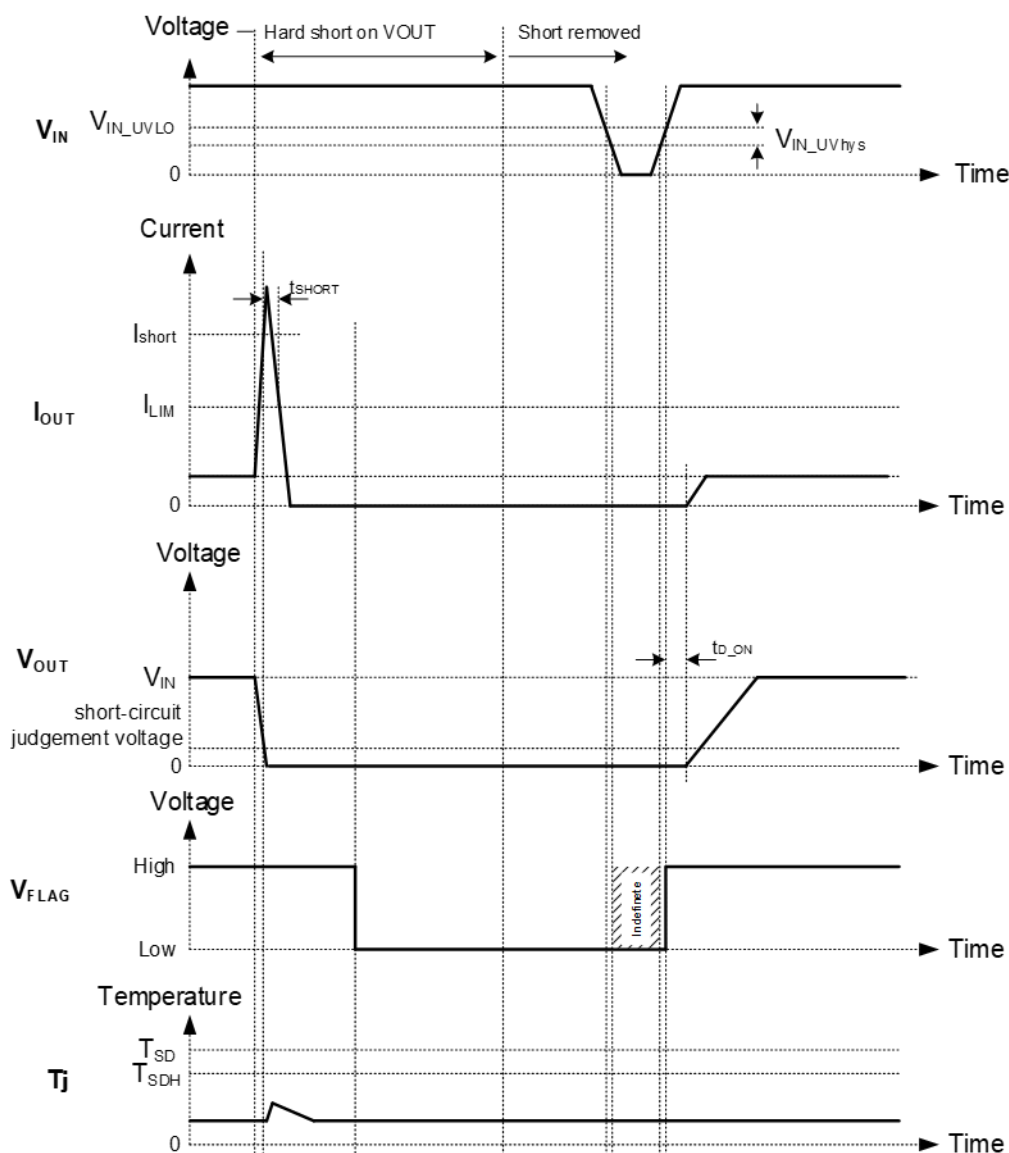 Voltage
Hard short on VOUT
Short removed
VIN
VIN_UVLO
VIN_UVhys
0
Time
Current
tSHORT
Ishort
IOUT
ILIM
0
Time
Voltage
VOUT
tD_ON
VIN
short-circuit
judgement voltage
0
Time
Voltage
High
VFLAG
Indefinete
Low
Time
Temperature
TSD
TSDH
Tj
0
Time